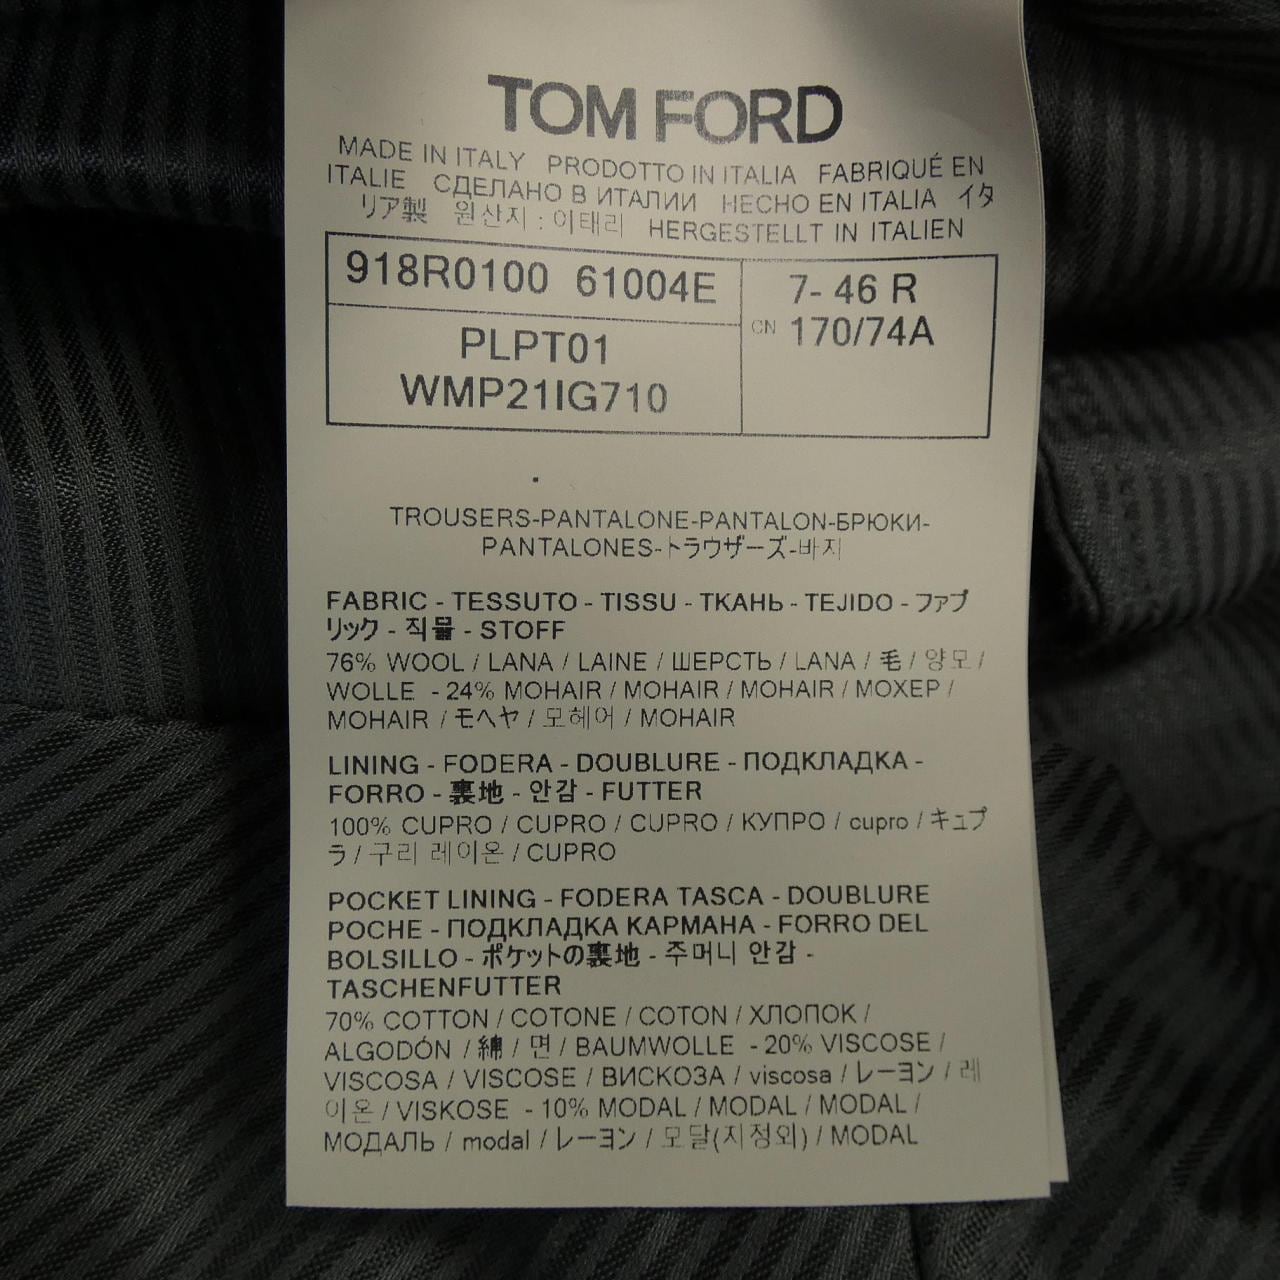 TOM FORD
MADE IN ITALY PRODOTTO IN ITALIA FABRIQUÉ EN
ITALIE СДЕЛАНО В ИТАЛИИ HECHO EN ITALIA イタ
リア製 원산지 : 이태리 HERGESTELLT IN ITALIEN
918R0100 61004E
7- 46 R
CN 170/74A
PLPT01
WMP21IG710
TROUSERS-PANTALONE-PANTALON-БРЮКИ-
PANTALONES-トラウザーズ-바지
FABRIC - TESSUTO - TISSU - ТКАНЬ - TEJIDO - ファブ
リック - 직물 - STOFF
76% WOOL / LANA / LAINE / ШЕРСТЬ / LANA / 毛 / 양모 /
WOLLE - 24% MOHAIR / MOHAIR / MOHAIR / МОХЕР /
MOHAIR / モヘヤ / 모헤어 / MOHAIR
LINING - FODERA - DOUBLURE - ПОДКЛАДКА -
FORRO - 裏地 - 안감 - FUTTER
100% CUPRO / CUPRO / CUPRO / КУПРО / cupro / キュプ
ラ / 구리 레이온 / CUPRO
POCKET LINING - FODERA TASCA - DOUBLURE
POCHE - ПОДКЛАДКА КАРМАНА - FORRO DEL
BOLSILLO - ポケットの裏地 - 주머니 안감 -
TASCHENFUTTER
70% COTTON / COTONE / COTON / ХЛОПОК /
ALGODÓN / 綿 / 면 / BAUMWOLLE - 20% VISCOSE /
VISCOSA / VISCOSE / ВИСКОЗА / viscosa / レーヨン / 레
이온 / VISKOSE - 10% MODAL / MODAL / MODAL /
МОДАЛЬ / modal / レーヨン / 모달(지정외) / MODAL